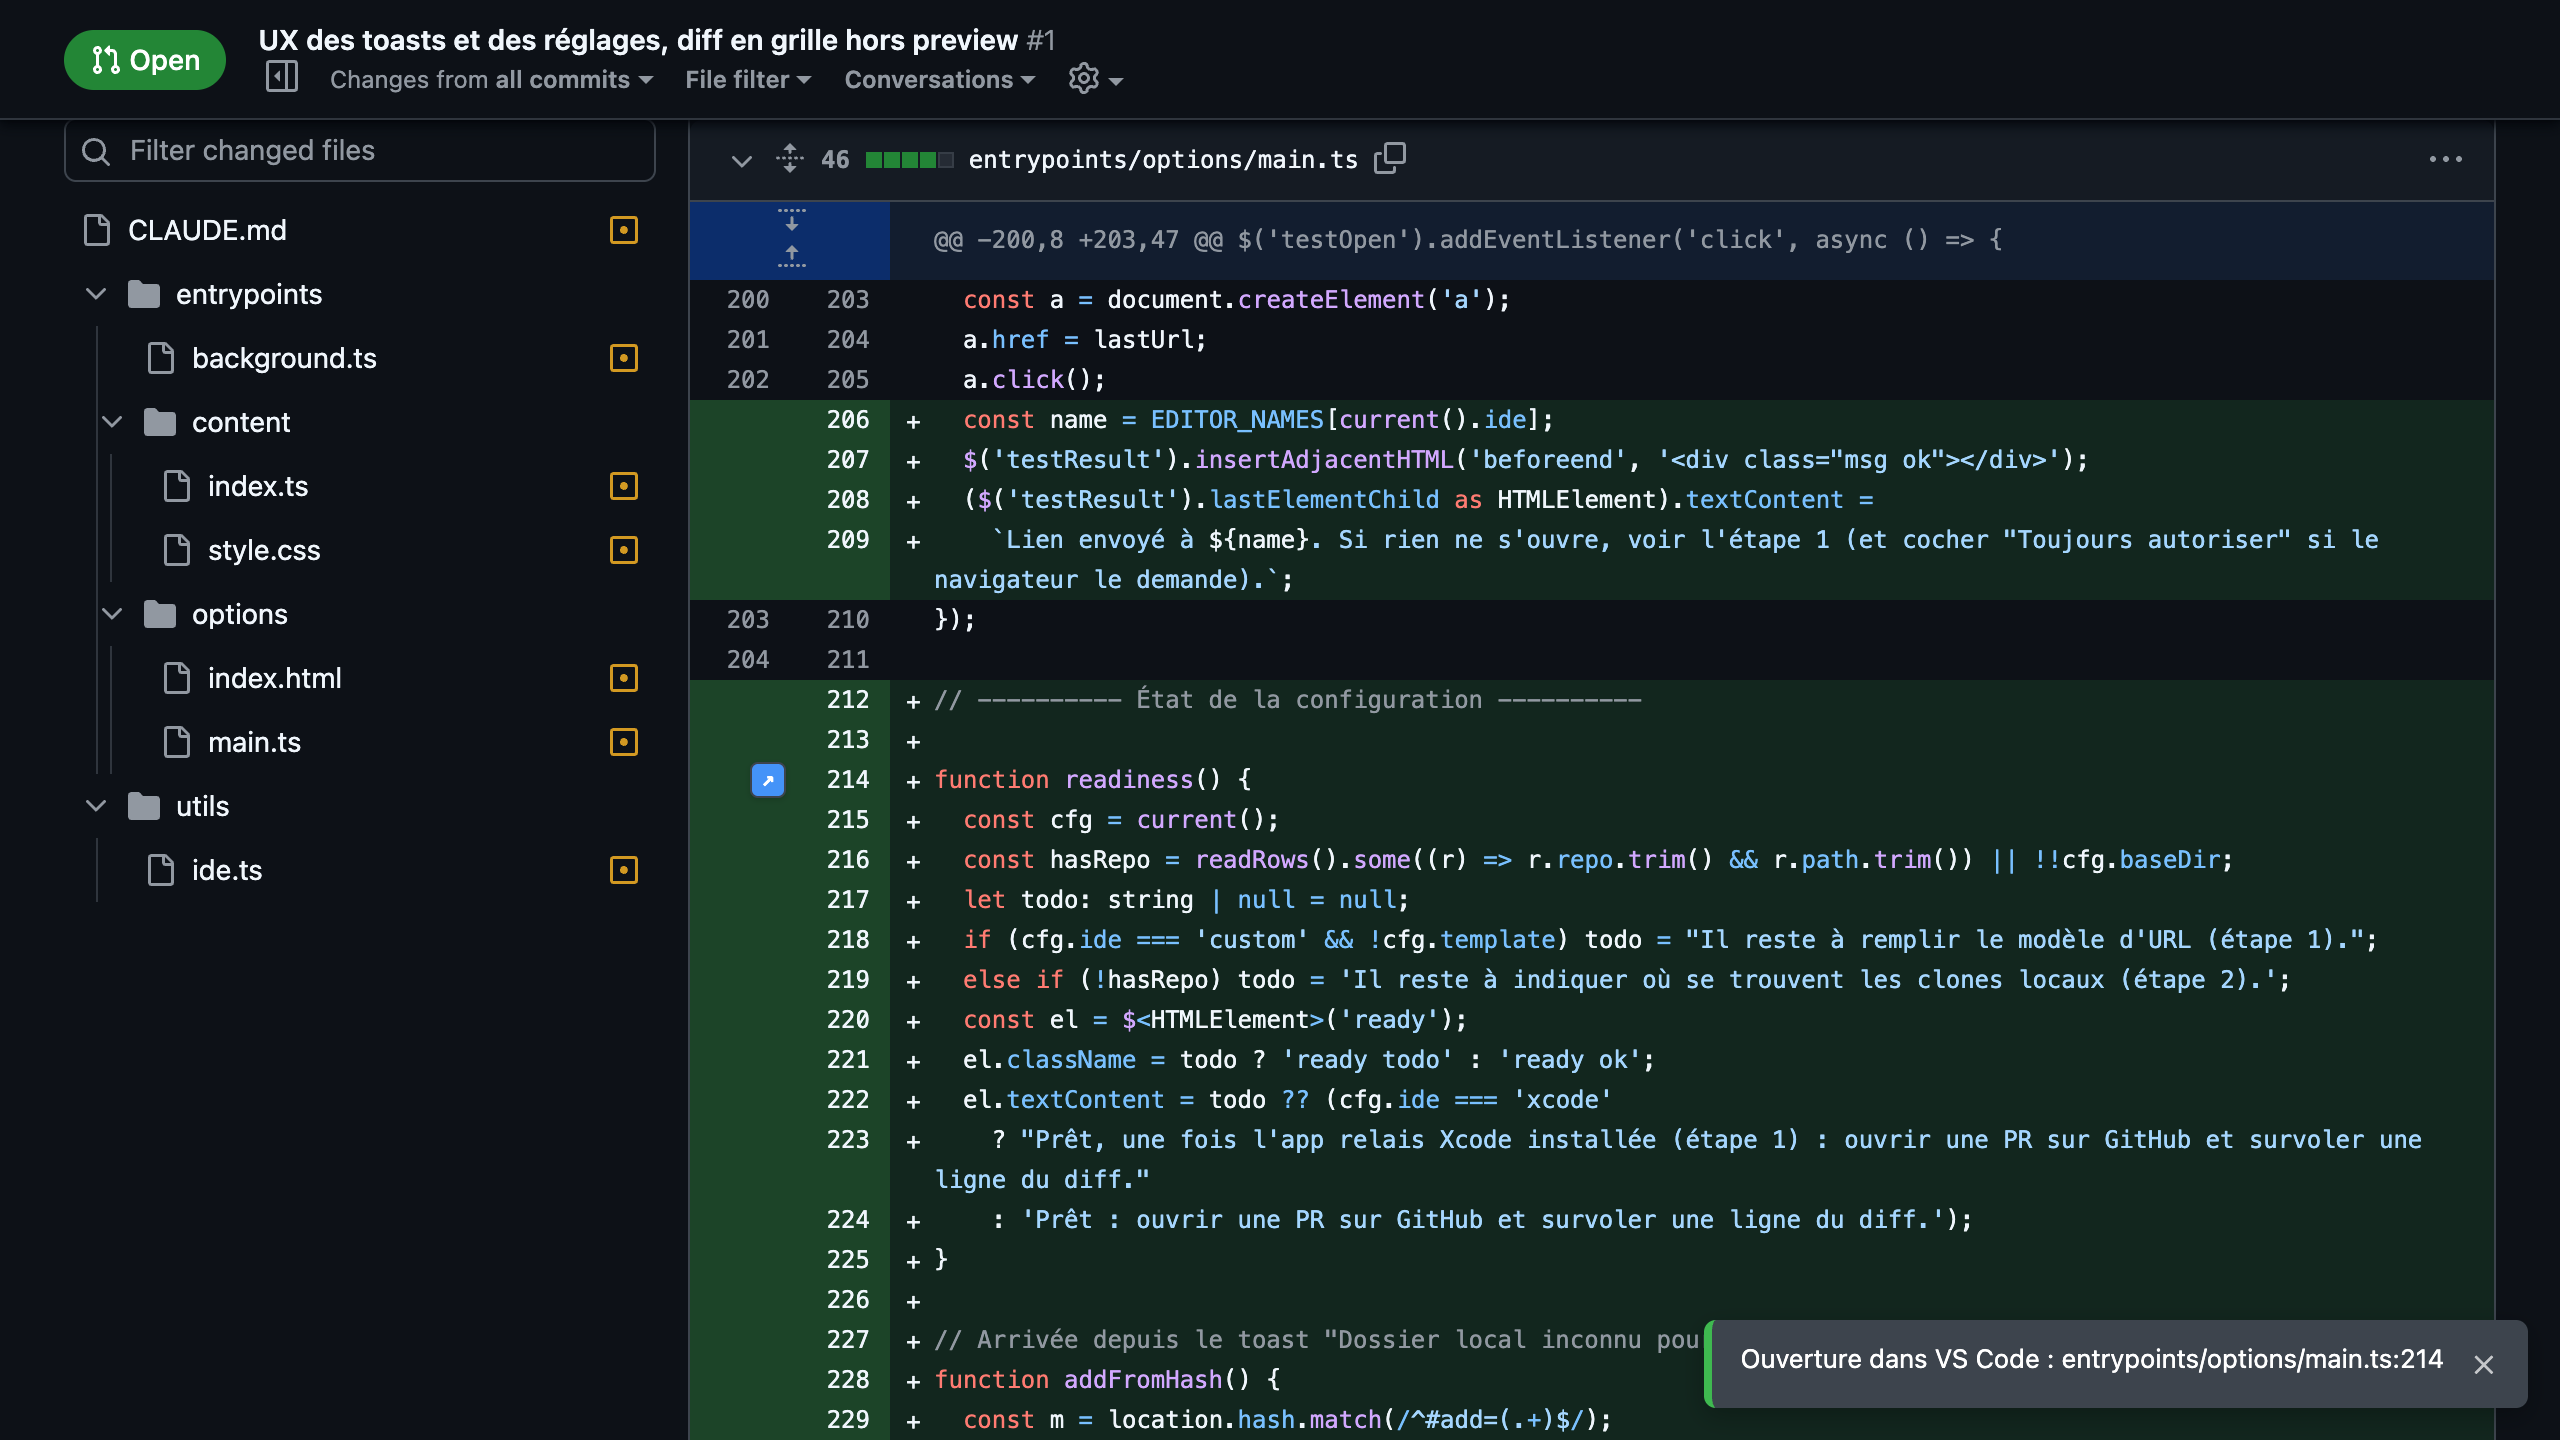 Open
UX des toasts et des réglages, diff en grille hors preview #1
Changes from all commits File filter Conversations
Filter changed files
CLAUDE.md
entrypoints
background.ts
content
index.ts
style.css
options
index.html
main.ts
utils
ide.ts
46 entrypoints/options/main.ts
@@ -200,8 +203,47 @@ $('testOpen').addEventListener('click', async () => {
200 203   const a = document.createElement('a');
201 204   a.href = lastUrl;
202 205   a.click();
206 +   const name = EDITOR_NAMES[current().ide];
207 +   $('testResult').insertAdjacentHTML('beforeend', '<div class="msg ok"></div>');
208 +   ($('testResult').lastElementChild as HTMLElement).textContent =
209 +     `Lien envoyé à ${name}. Si rien ne s'ouvre, voir l'étape 1 (et cocher "Toujours autoriser" si le
navigateur le demande).`;
203 210 });
204 211
212 + // ---------- État de la configuration ----------
213 +
214 + function readiness() {
215 +   const cfg = current();
216 +   const hasRepo = readRows().some((r) => r.repo.trim() && r.path.trim()) || !!cfg.baseDir;
217 +   let todo: string | null = null;
218 +   if (cfg.ide === 'custom' && !cfg.template) todo = "Il reste à remplir le modèle d'URL (étape 1).";
219 +   else if (!hasRepo) todo = 'Il reste à indiquer où se trouvent les clones locaux (étape 2).';
220 +   const el = $<HTMLElement>('ready');
221 +   el.className = todo ? 'ready todo' : 'ready ok';
222 +   el.textContent = todo ?? (cfg.ide === 'xcode'
223 +     ? "Prêt, une fois l'app relais Xcode installée (étape 1) : ouvrir une PR sur GitHub et survoler une
ligne du diff."
224 +     : 'Prêt : ouvrir une PR sur GitHub et survoler une ligne du diff.');
225 + }
226 +
227 + // Arrivée depuis le toast "Dossier local inconnu pou
228 + function addFromHash() {
229 +   const m = location.hash.match(/^#add=(.+)$/);
Ouverture dans VS Code : entrypoints/options/main.ts:214